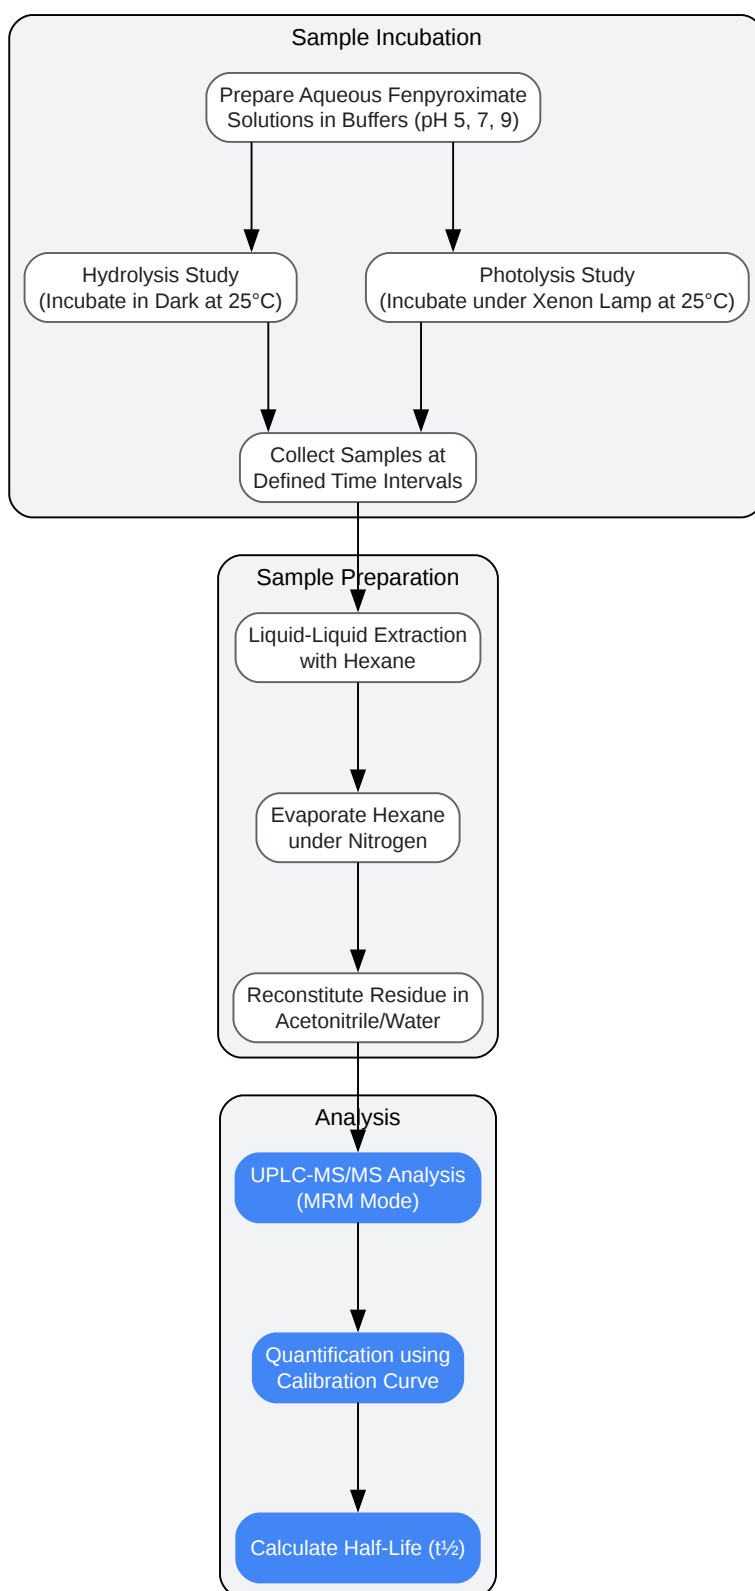 Sample Incubation
Prepare Aqueous Fenpyroximate
Solutions in Buffers (pH 5, 7, 9)
Hydrolysis Study
(Incubate in Dark at 25°C)
Photolysis Study
(Incubate under Xenon Lamp at 25°C)
Collect Samples at
Defined Time Intervals
Sample Preparation
Liquid-Liquid Extraction
with Hexane
Evaporate Hexane
under Nitrogen
Reconstitute Residue in
Acetonitrile/Water
Analysis
UPLC-MS/MS Analysis
(MRM Mode)
Quantification using
Calibration Curve
Calculate Half-Life (t½)